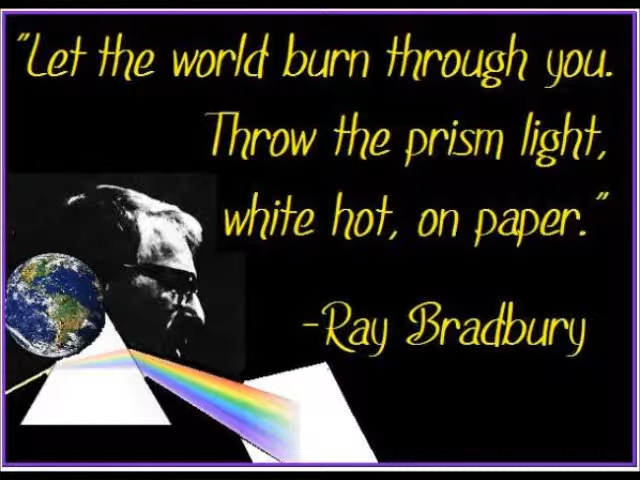 "Let the world burn through you.
Throw the prism light,
white hot, on paper."
-Ray Bradbury